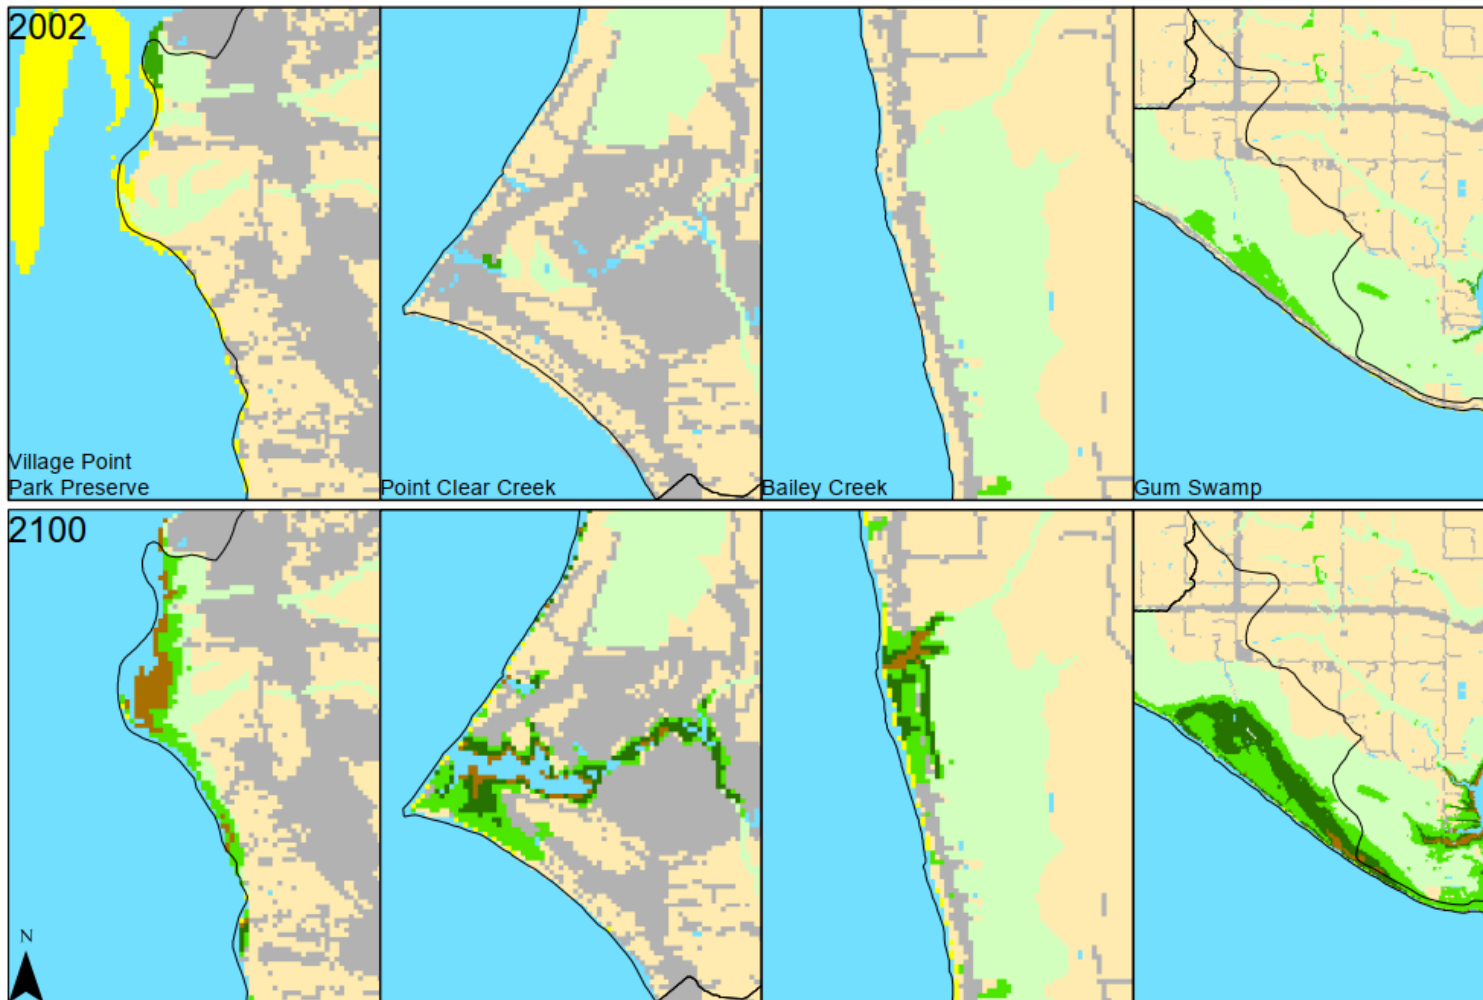 2002
Village Point
Park Preserve
Point Clear Creek
Bailey Creek
Gum Swamp
2100
N